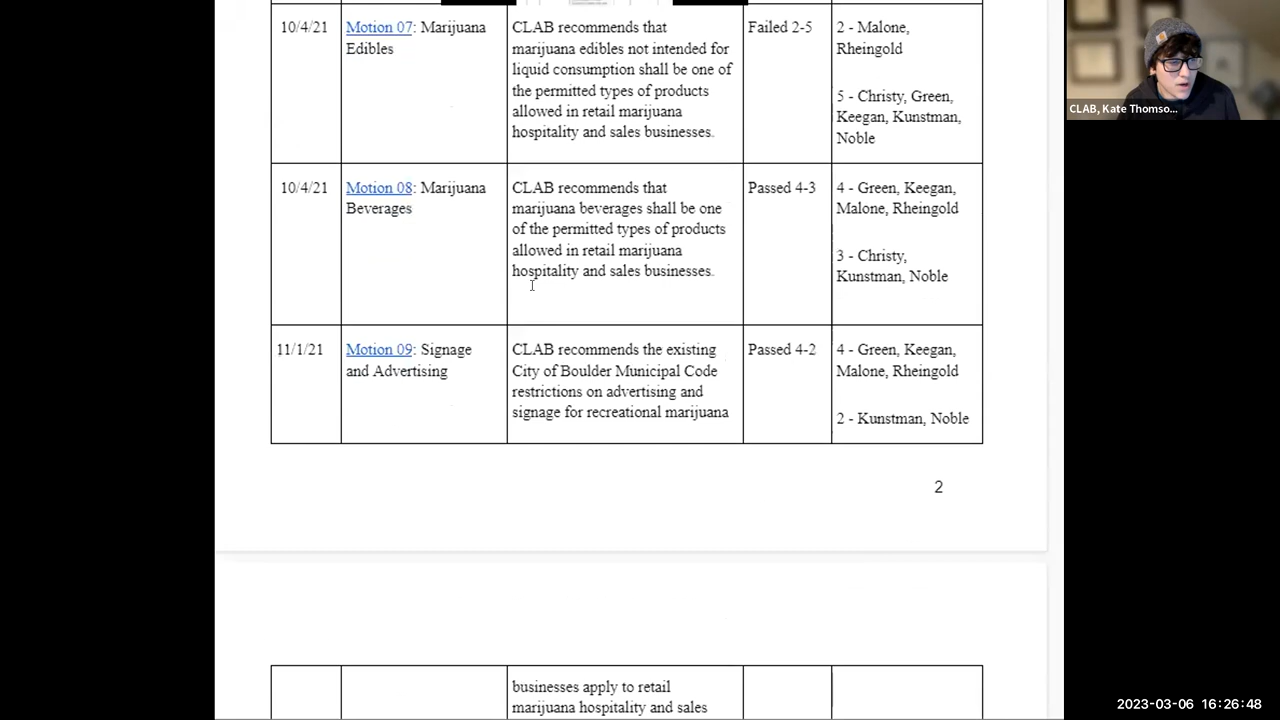 10/4/21
Motion 07: Marijuana
Edibles
CLAB recommends that
marijuana edibles not intended for
liquid consumption shall be one of
the permitted types of products
allowed in retail marijuana
hospitality and sales businesses.
Failed 2-5
2 - Malone,
Rheingold
5 - Christy, Green,
Keegan, Kunstman,
Noble
10/4/21
Motion 08: Marijuana
Beverages
CLAB recommends that
marijuana beverages shall be one
of the permitted types of products
allowed in retail marijuana
hospitality and sales businesses.
Passed 4-3
4 - Green, Keegan,
Malone, Rheingold
3 - Christy,
Kunstman, Noble
11/1/21
Motion 09: Signage
and Advertising
CLAB recommends the existing
City of Boulder Municipal Code
restrictions on advertising and
signage for recreational marijuana
Passed 4-2
4 - Green, Keegan,
Malone, Rheingold
2 - Kunstman, Noble
2
businesses apply to retail
marijuana hospitality and sales
CLAB, Kate Thomso...
2023-03-06 16:26:48